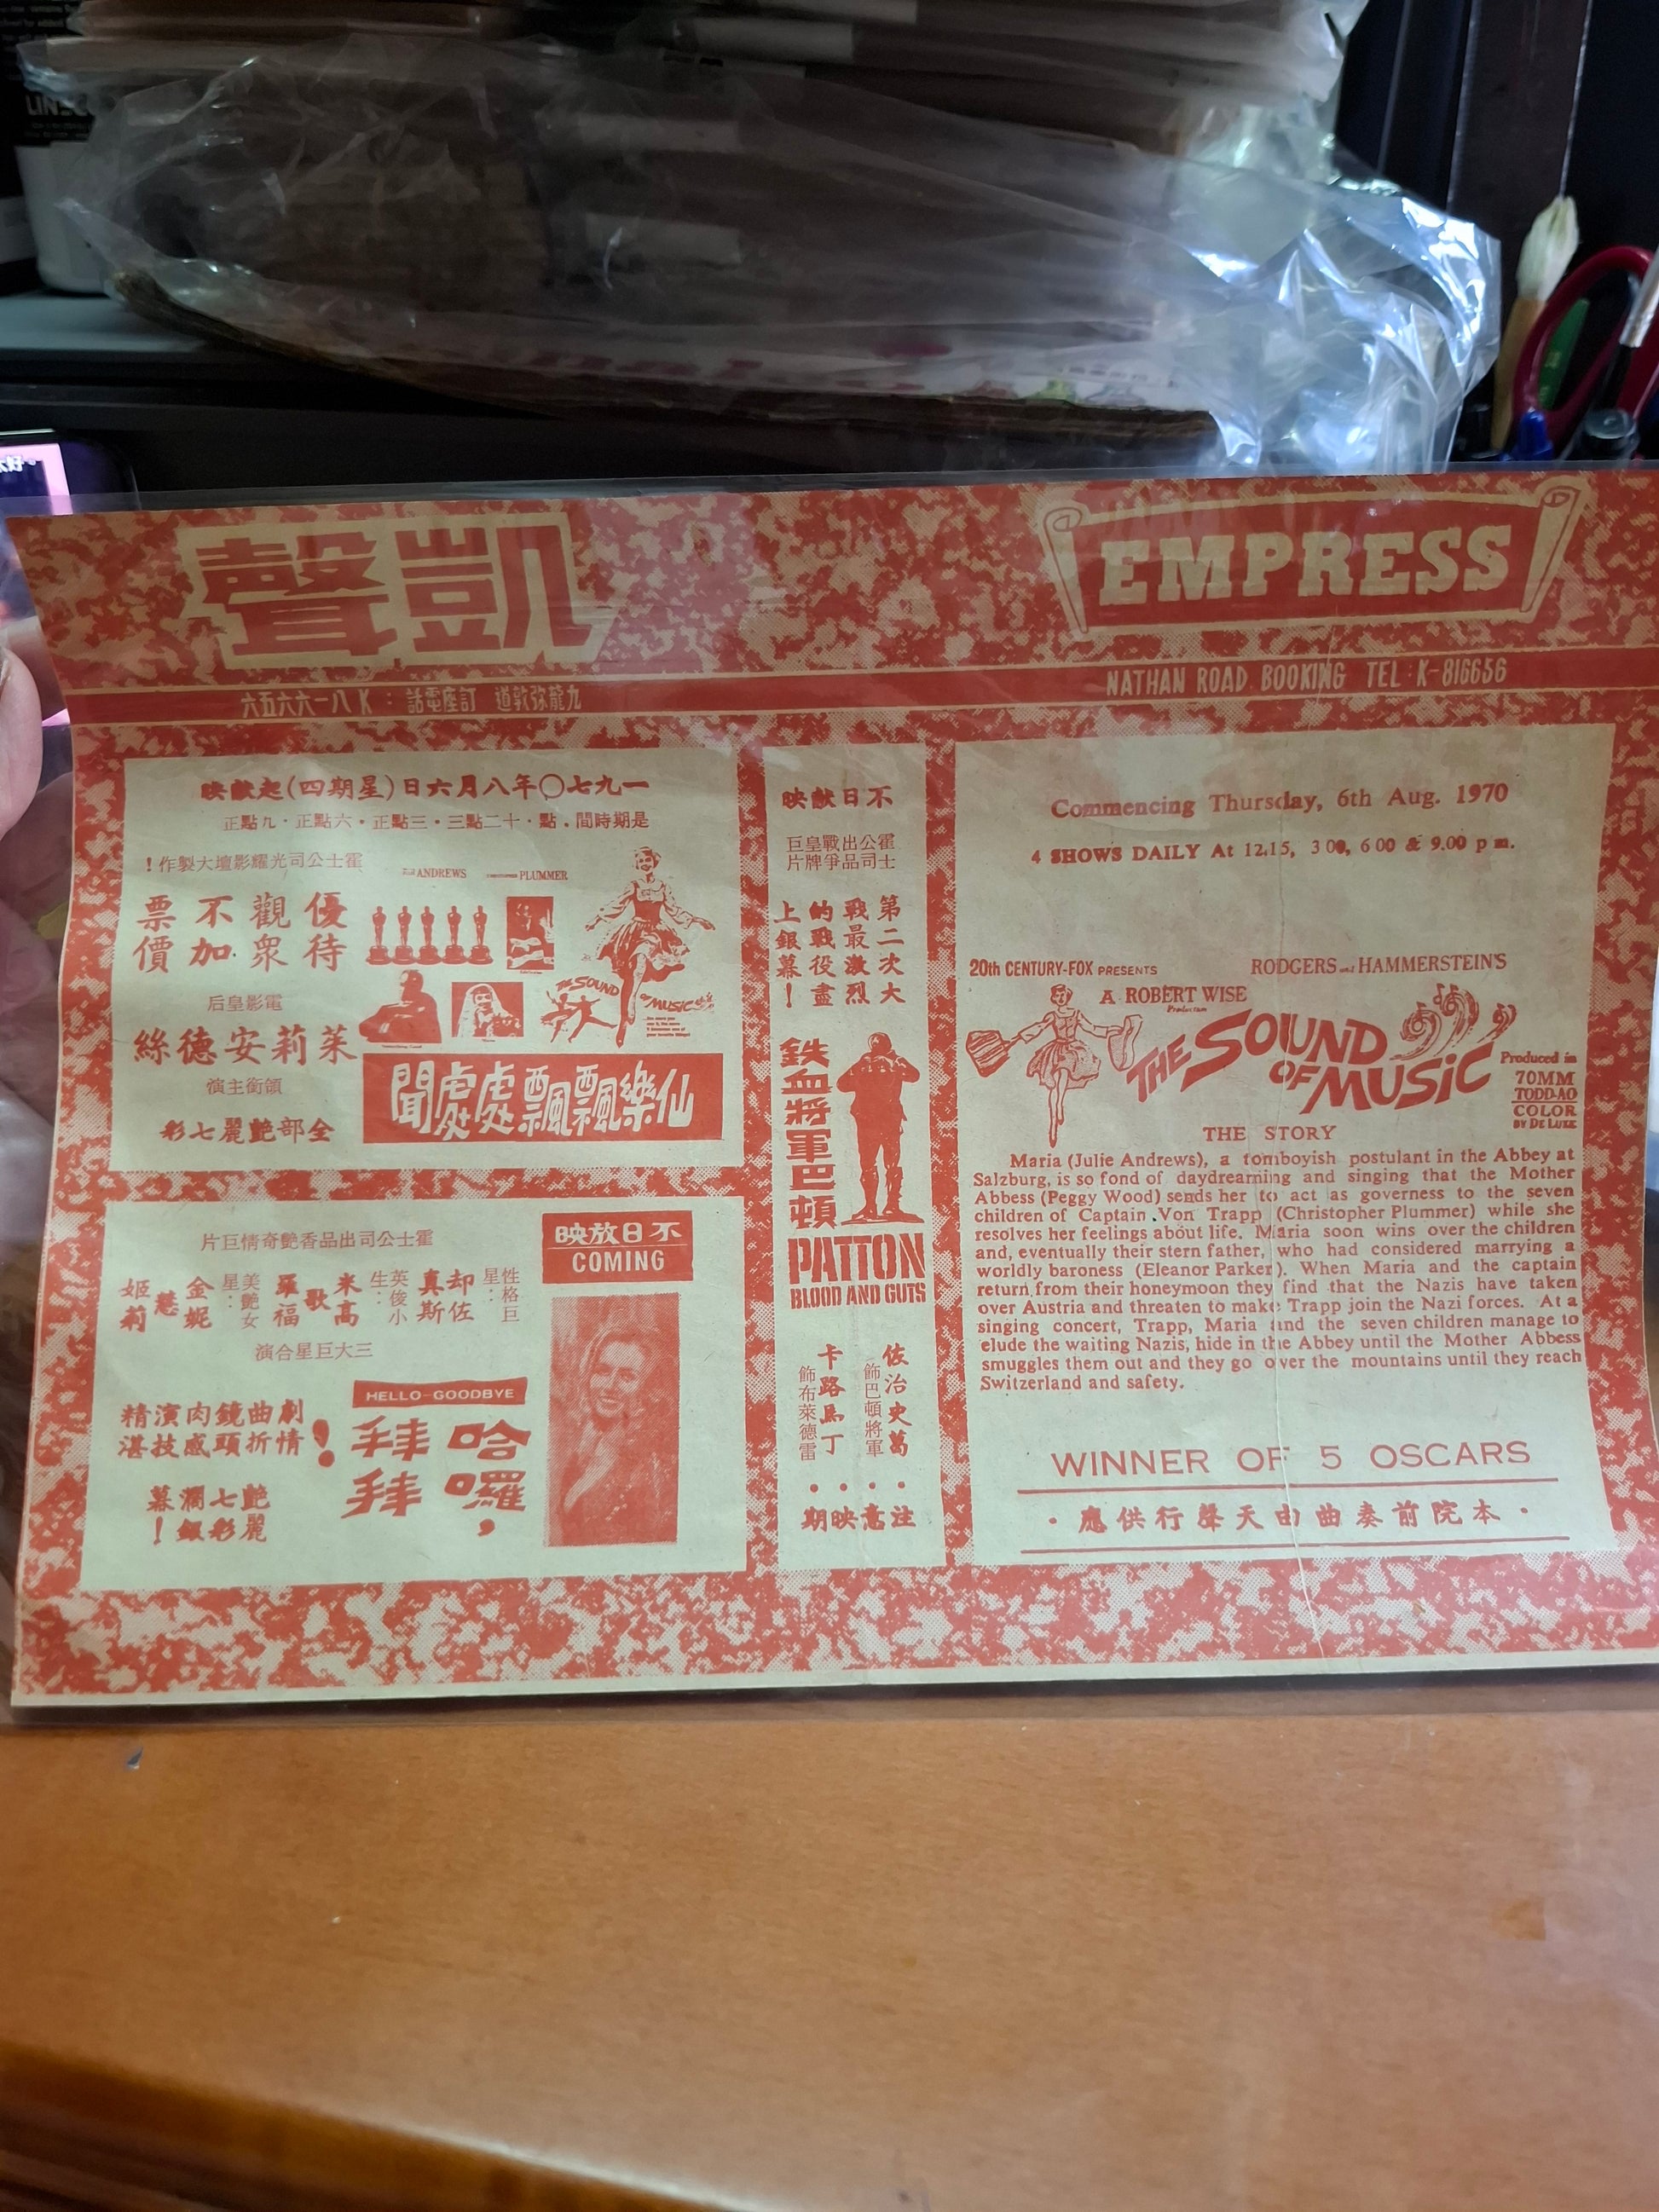 凱聲
EMPRESS
九龍弥敦道 訂座電話:K 八一六六五六
NATHAN ROAD BOOKING TEL:K-816656
一九七〇年八月六日(星期四)起獻映
是期時間.點・十二點三・三點正・六點正・九點正
霍士公司光耀影壇大製作!
ANDREWS PLUMMER
優待
觀衆
不加
票價
電影皇后
茱莉安德絲
領銜主演
全部艷麗七彩
THE SOUND OF MUSIC
仙樂飄飄處處聞
不日放映
COMING
霍士公司出品香艷奇情巨片
性格巨星:
却佐真斯
英俊小生:
米高歌羅福
美艷女星:
金妮慧姬莉
三大巨星合演
HELLO-GOODBYE
哈囉,
拜拜!
劇情
曲折
鏡頭
肉感
演技
精湛
艷麗
七彩
濶銀
幕!
不日獻映
霍士公司出品戰爭皇牌巨片
第二次大
戰最激烈
的戰役盡
上銀幕!
鉄血將軍巴頓
PATTON
BLOOD AND GUTS
佐治史葛
飾巴頓將軍
卡路馬丁
飾布萊德雷
注意映期
Commencing Thursday, 6th Aug. 1970
4 SHOWS DAILY At 12.15, 3 00, 6 00 & 9.00 p m.
20th CENTURY-FOX PRESENTS
RODGERS and HAMMERSTEIN'S
A ROBERT WISE
Production
THE SOUND
OF MUSIC
Produced in
70MM
TODD-AO
COLOR
BY DE LUXE
THE STORY
Maria (Julie Andrews), a tomboyish postulant in the Abbey at
Salzburg, is so fond of daydreaming and singing that the Mother
Abbess (Peggy Wood) sends her to act as governess to the seven
children of Captain Von Trapp (Christopher Plummer) while she
resolves her feelings about life. Maria soon wins over the children
and, eventually their stern father, who had considered marrying a
worldly baroness (Eleanor Parker). When Maria and the captain
return from their honeymoon they find that the Nazis have taken
over Austria and threaten to make Trapp join the Nazi forces. At a
singing concert, Trapp, Maria and the seven children manage to
elude the waiting Nazis, hide in the Abbey until the Mother Abbess
smuggles them out and they go over the mountains until they reach
Switzerland and safety.
WINNER OF 5 OSCARS
・本院前奏曲由天聲行供應・